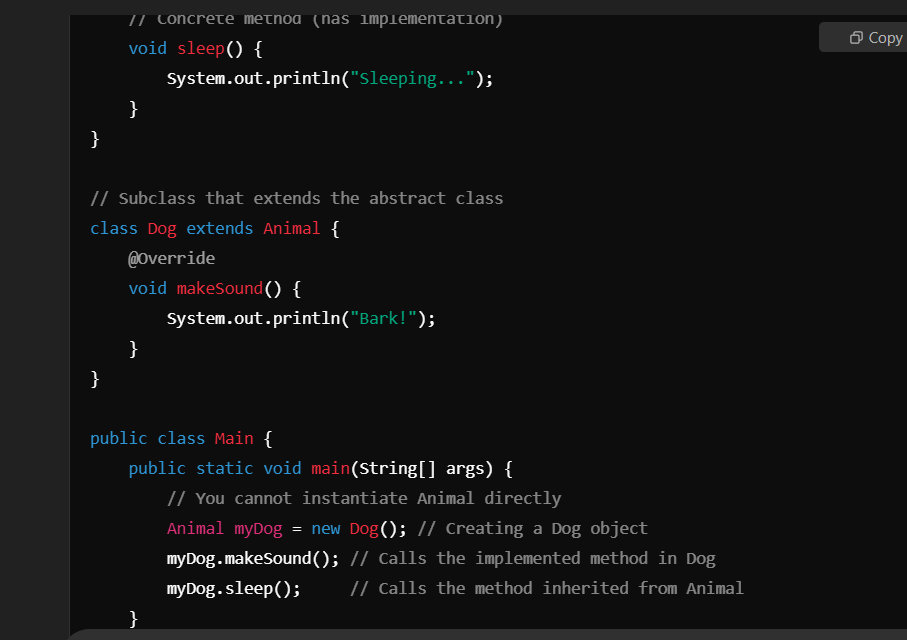 // Concrete method (has implementation)
Copy
    void sleep() {
        System.out.println("Sleeping...");
    }
}

// Subclass that extends the abstract class
class Dog extends Animal {
    @Override
    void makeSound() {
        System.out.println("Bark!");
    }
}

public class Main {
    public static void main(String[] args) {
        // You cannot instantiate Animal directly
        Animal myDog = new Dog(); // Creating a Dog object
        myDog.makeSound(); // Calls the implemented method in Dog
        myDog.sleep();     // Calls the method inherited from Animal
    }